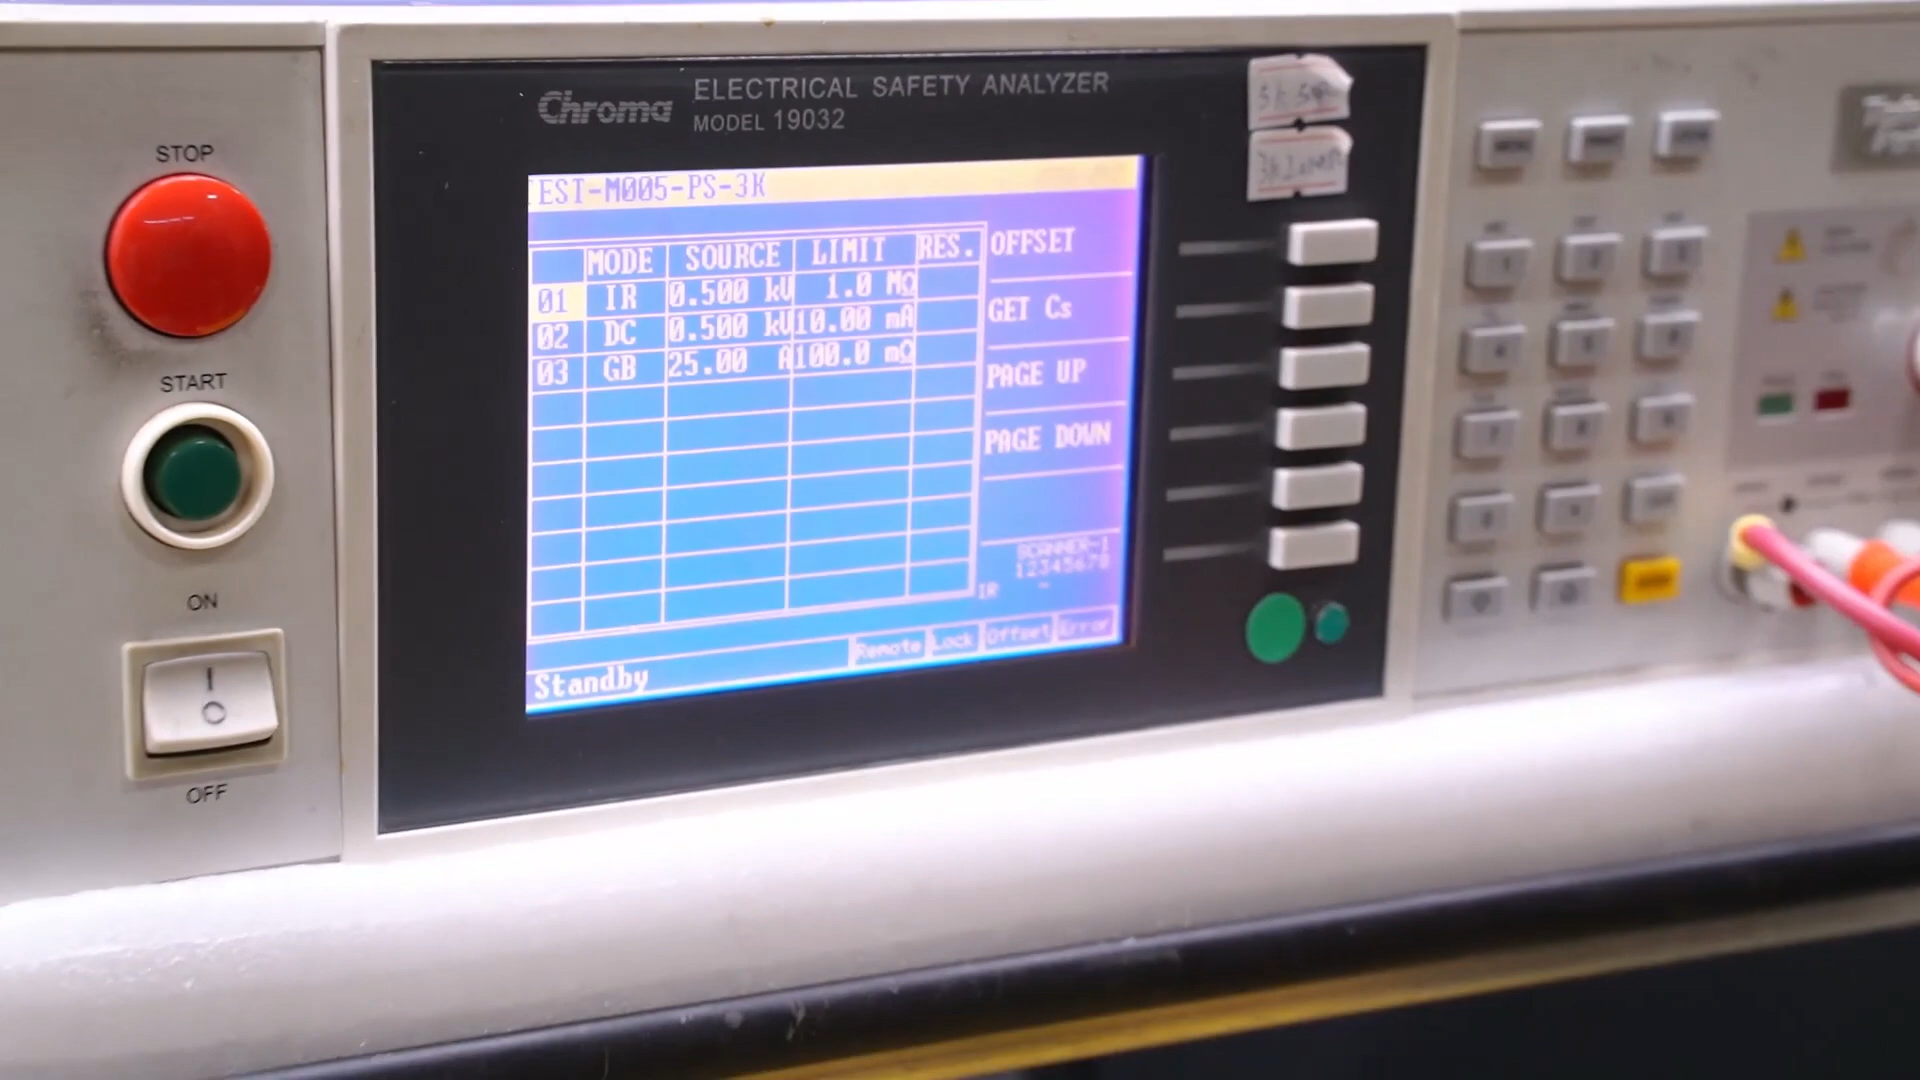 STOP
START
ON
OFF
Chroma
ELECTRICAL SAFETY ANALYZER
MODEL 19032
TEST-M005-PS-3K
MODE SOURCE LIMIT RES.
01 IR 0.500 kV 1.0 MΩ
02 DC 0.500 kV 10.00 mA
03 GB 25.00 A 100.0 mΩ
OFFSET
GET Cs
PAGE UP
PAGE DOWN
SCANNER-1
12345678
IR -
Remote Lock Offset Error
Standby